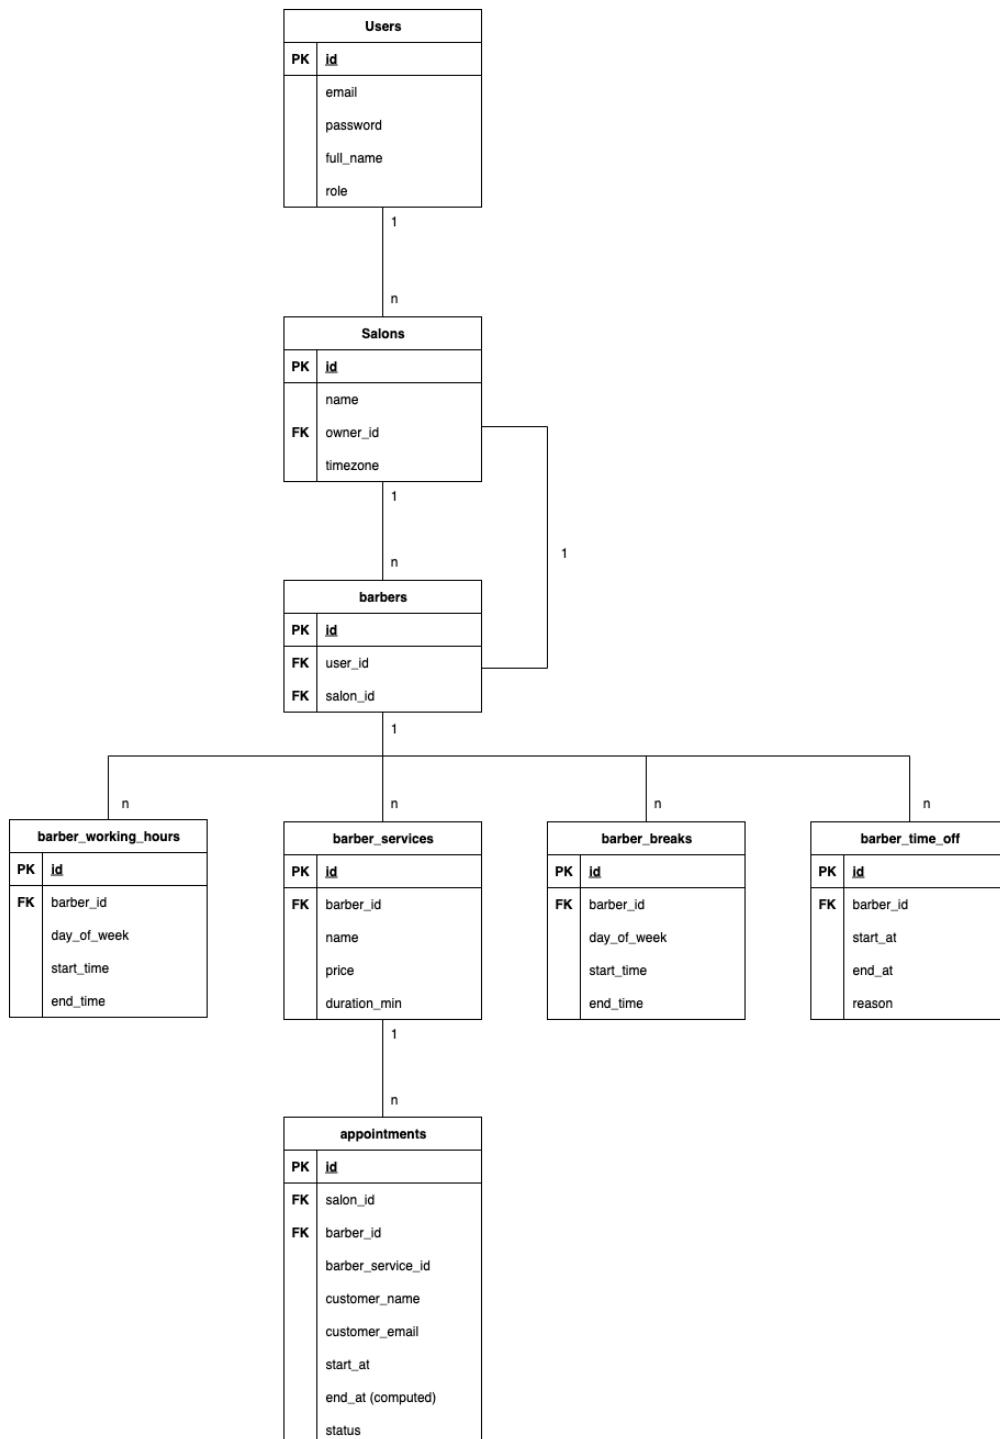 Users
PK id
email
password
full_name
role
1
n
Salons
PK id
name
FK owner_id
timezone
1
n
1
barbers
PK id
FK user_id
FK salon_id
1
n
n
n
n
barber_working_hours
PK id
FK barber_id
day_of_week
start_time
end_time
barber_services
PK id
FK barber_id
name
price
duration_min
barber_breaks
PK id
FK barber_id
day_of_week
start_time
end_time
barber_time_off
PK id
FK barber_id
start_at
end_at
reason
1
n
appointments
PK id
FK salon_id
FK barber_id
barber_service_id
customer_name
customer_email
start_at
end_at (computed)
status